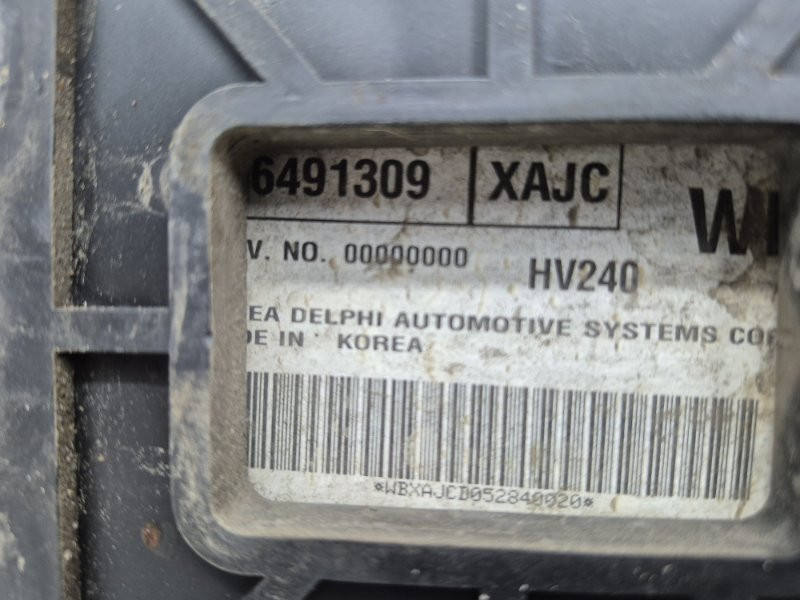 6491309 XAJC
V. NO. 00000000 HV240
EA DELPHI AUTOMOTIVE SYSTEMS COR
DE IN KOREA
*WBXAJCD052840020*